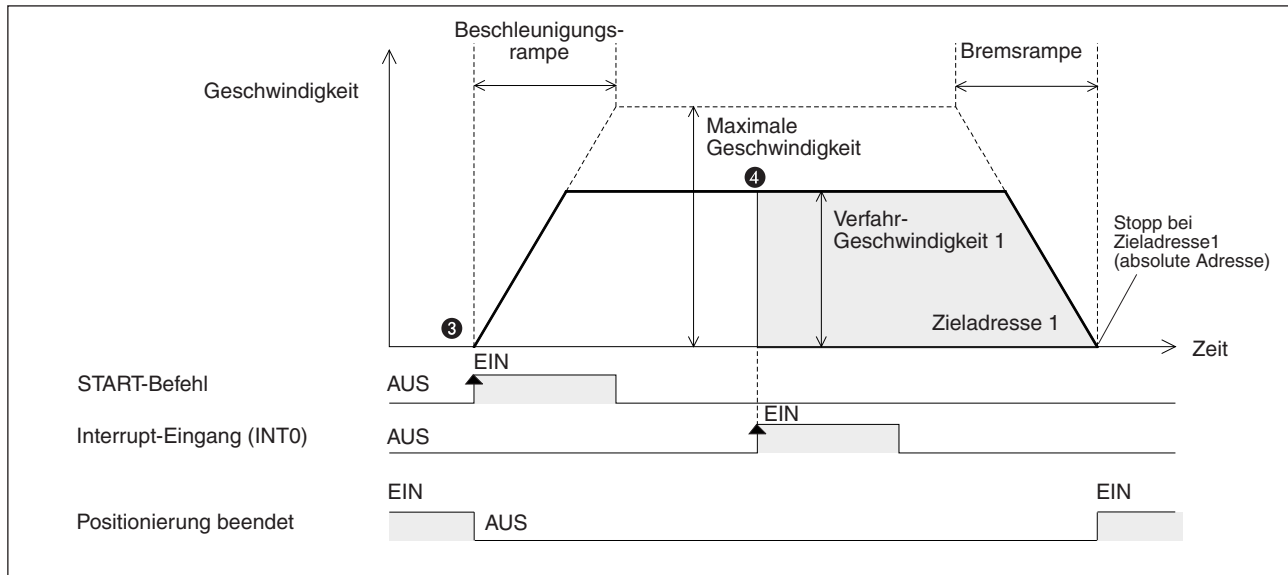 Beschleunigungs-
rampe
Bremsrampe
Geschwindigkeit
Maximale
Geschwindigkeit
❹
Verfahr-
Geschwindigkeit 1
Stopp bei
Zieladresse1
(absolute Adresse)
❸
Zieladresse 1
Zeit
EIN
START-Befehl
AUS
EIN
Interrupt-Eingang (INT0)
AUS
EIN
EIN
Positionierung beendet
AUS